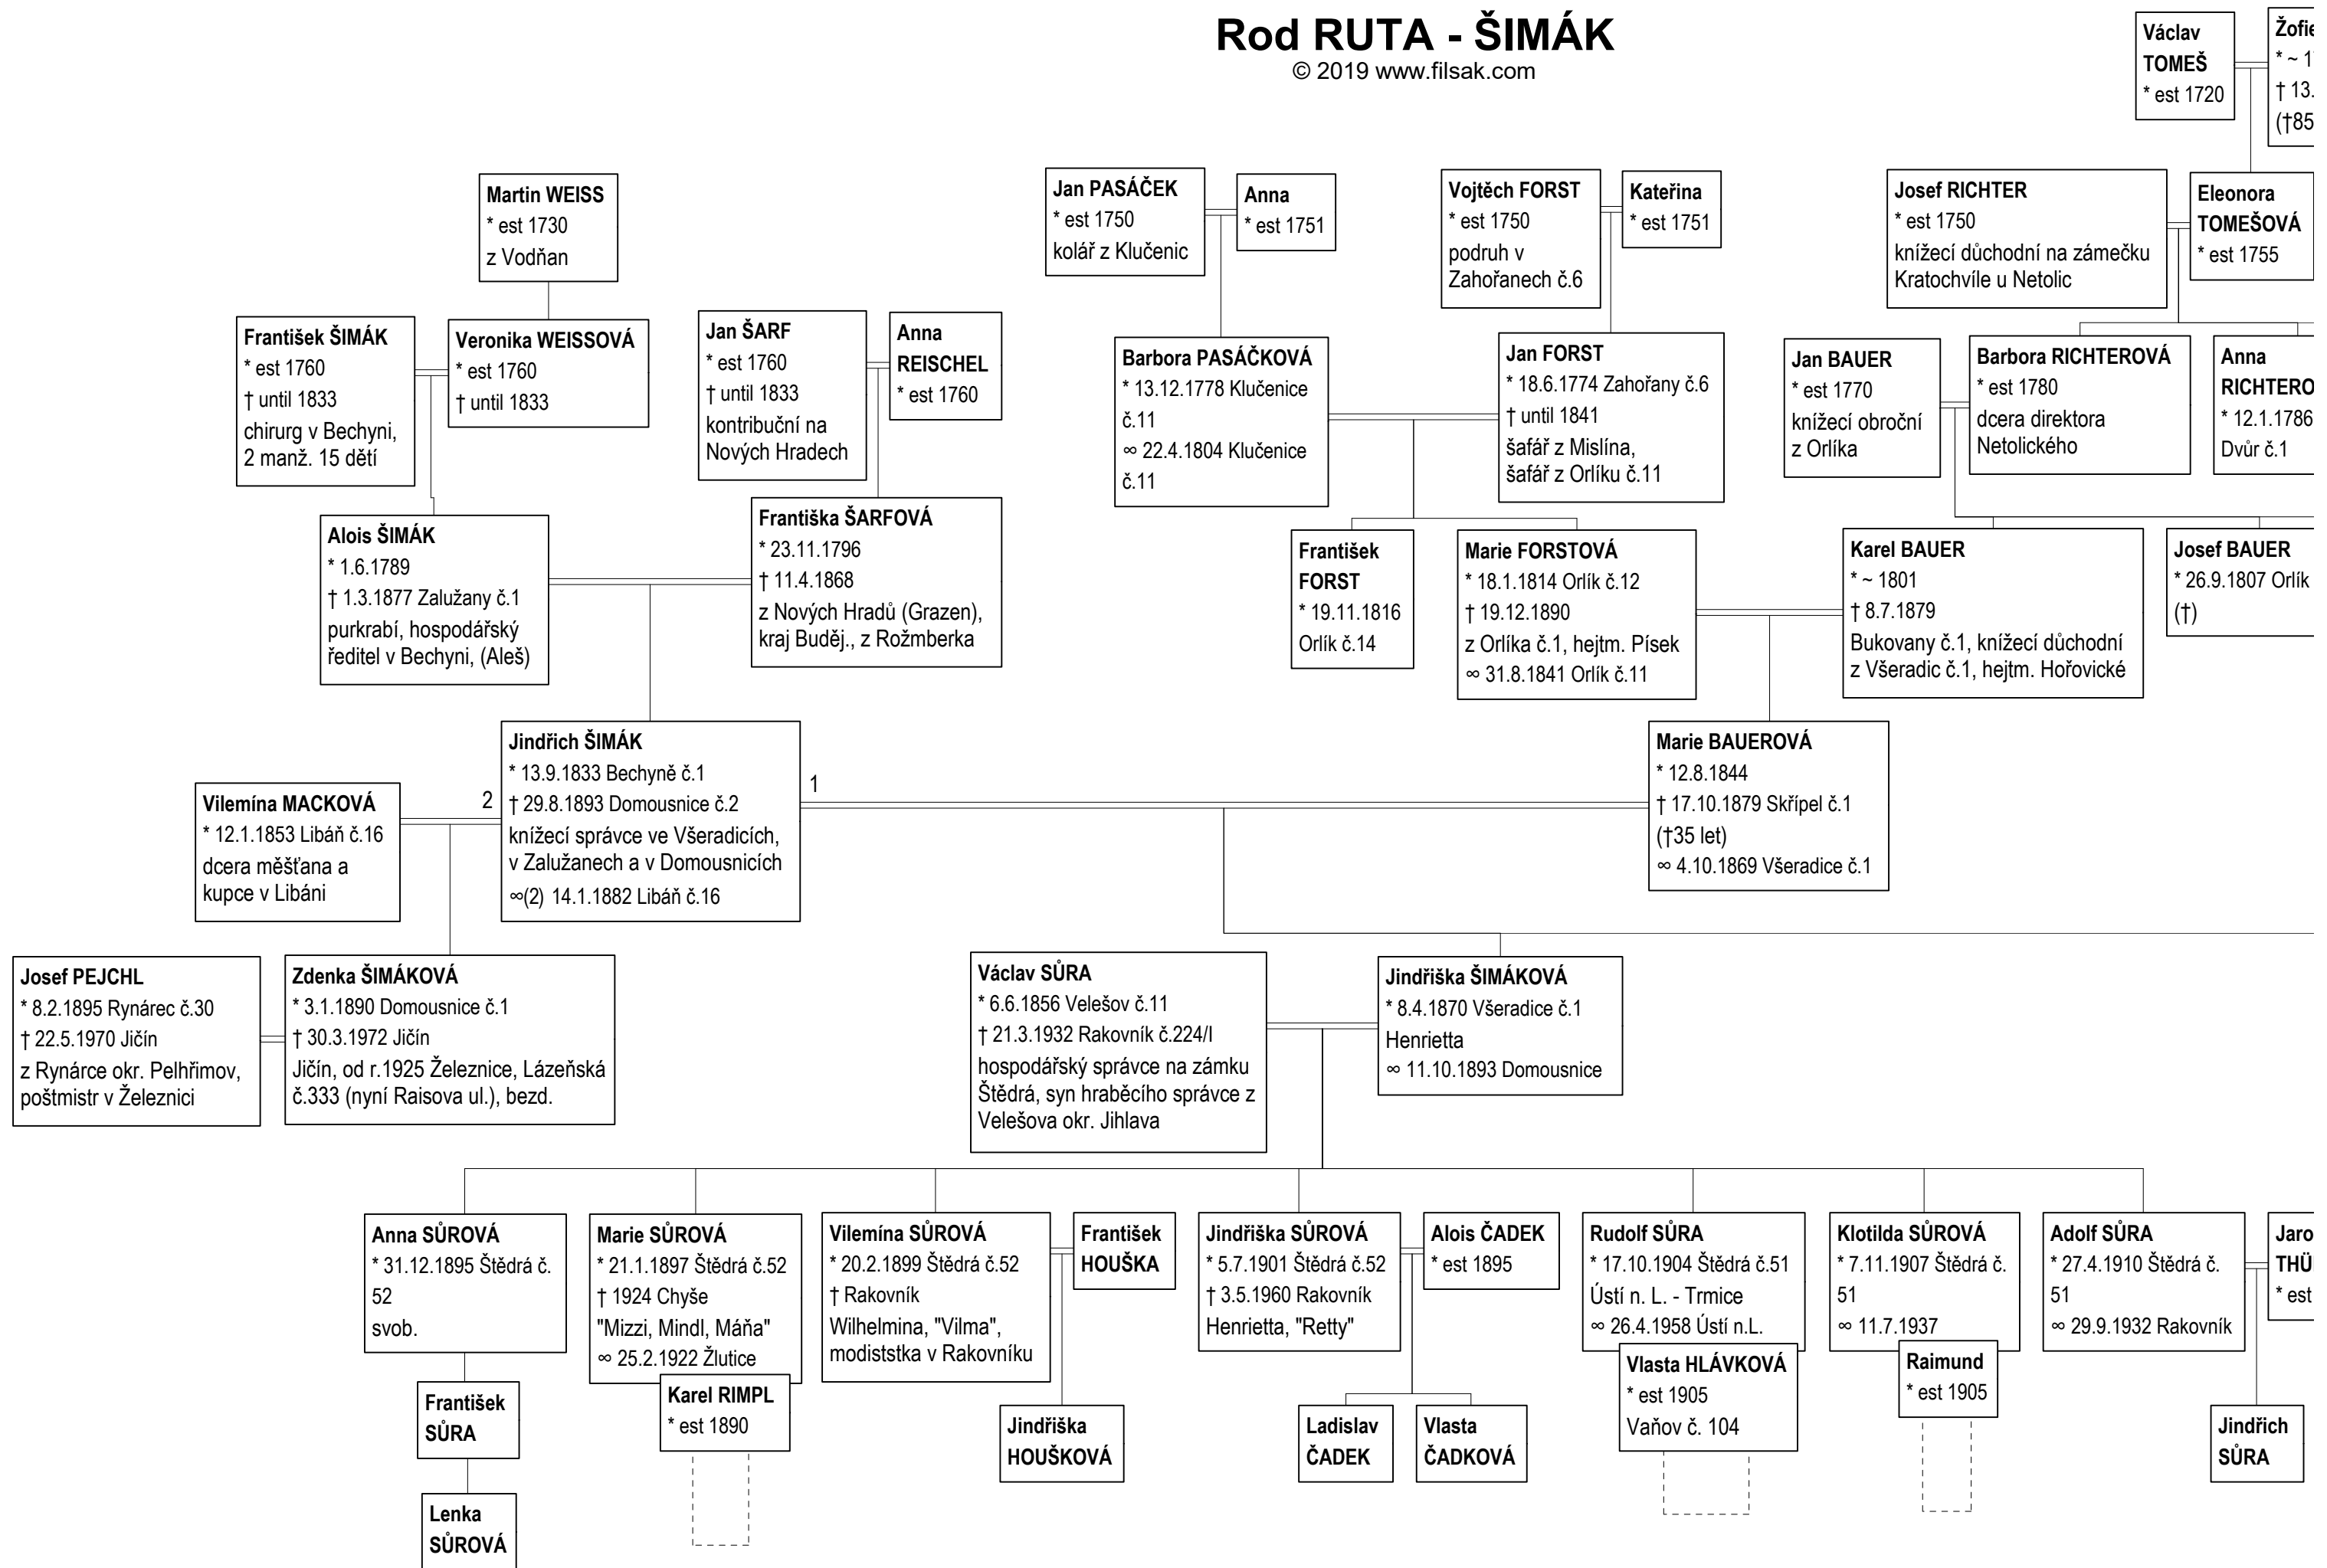 Rod RUTA - ŠIMÁK
© 2019 www.filsak.com
Václav
TOMEŠ
* est 1720
Žofie
* ~ 1
† 13.
(†85
Martin WEISS
* est 1730
z Vodňan
Jan PASÁČEK
* est 1750
kolář z Klučenic
Anna
* est 1751
Vojtěch FORST
* est 1750
podruh v
Zahořanech č.6
Kateřina
* est 1751
Josef RICHTER
* est 1750
knížecí důchodní na zámečku
Kratochvíle u Netolic
Eleonora
TOMEŠOVÁ
* est 1755
František ŠIMÁK
* est 1760
† until 1833
chirurg v Bechyni,
2 manž. 15 dětí
Veronika WEISSOVÁ
* est 1760
† until 1833
Jan ŠARF
* est 1760
† until 1833
kontribuční na
Nových Hradech
Anna
REISCHEL
* est 1760
Barbora PASÁČKOVÁ
* 13.12.1778 Klučenice
č.11
∞ 22.4.1804 Klučenice
č.11
Jan FORST
* 18.6.1774 Zahořany č.6
† until 1841
šafář z Mislína,
šafář z Orlíku č.11
Jan BAUER
* est 1770
knížecí obroční
z Orlíka
Barbora RICHTEROVÁ
* est 1780
dcera direktora
Netolického
Anna
RICHTERO
* 12.1.1786
Dvůr č.1
Alois ŠIMÁK
* 1.6.1789
† 1.3.1877 Zalužany č.1
purkrabí, hospodářský
ředitel v Bechyni, (Aleš)
Františka ŠARFOVÁ
* 23.11.1796
† 11.4.1868
z Nových Hradů (Grazen),
kraj Buděj., z Rožmberka
František
FORST
* 19.11.1816
Orlík č.14
Marie FORSTOVÁ
* 18.1.1814 Orlík č.12
† 19.12.1890
z Orlíka č.1, hejtm. Písek
∞ 31.8.1841 Orlík č.11
Karel BAUER
* ~ 1801
† 8.7.1879
Bukovany č.1, knížecí důchodní
z Všeradic č.1, hejtm. Hořovické
Josef BAUER
* 26.9.1807 Orlík
(†)
Vilemína MACKOVÁ
* 12.1.1853 Libáň č.16
dcera měšťana a
kupce v Libáni
2
Jindřich ŠIMÁK
* 13.9.1833 Bechyně č.1
† 29.8.1893 Domousnice č.2
knížecí správce ve Všeradicích,
v Zalužanech a v Domousnicích
∞(2) 14.1.1882 Libáň č.16
1
Marie BAUEROVÁ
* 12.8.1844
† 17.10.1879 Skřípel č.1
(†35 let)
∞ 4.10.1869 Všeradice č.1
Josef PEJCHL
* 8.2.1895 Rynárec č.30
† 22.5.1970 Jičín
z Rynárce okr. Pelhřimov,
poštmistr v Železnici
Zdenka ŠIMÁKOVÁ
* 3.1.1890 Domousnice č.1
† 30.3.1972 Jičín
Jičín, od r.1925 Železnice, Lázeňská
č.333 (nyní Raisova ul.), bezd.
Václav SŮRA
* 6.6.1856 Velešov č.11
† 21.3.1932 Rakovník č.224/I
hospodářský správce na zámku
Štědrá, syn hraběcího správce z
Velešova okr. Jihlava
Jindřiška ŠIMÁKOVÁ
* 8.4.1870 Všeradice č.1
Henrietta
∞ 11.10.1893 Domousnice
Anna SŮROVÁ
* 31.12.1895 Štědrá č.
52
svob.
Marie SŮROVÁ
* 21.1.1897 Štědrá č.52
† 1924 Chyše
"Mizzi, Mindl, Máňa"
∞ 25.2.1922 Žlutice
Vilemína SŮROVÁ
* 20.2.1899 Štědrá č.52
† Rakovník
Wilhelmina, "Vilma",
modiststka v Rakovníku
František
HOUŠKA
Jindřiška SŮROVÁ
* 5.7.1901 Štědrá č.52
† 3.5.1960 Rakovník
Henrietta, "Retty"
Alois ČADEK
* est 1895
Rudolf SŮRA
* 17.10.1904 Štědrá č.51
Ústí n. L. - Trmice
∞ 26.4.1958 Ústí n.L.
Klotilda SŮROVÁ
* 7.11.1907 Štědrá č.
51
∞ 11.7.1937
Adolf SŮRA
* 27.4.1910 Štědrá č.
51
∞ 29.9.1932 Rakovník
Jaro
THÜ
* est
František
SŮRA
Karel RIMPL
* est 1890
Jindřiška
HOUŠKOVÁ
Ladislav
ČADEK
Vlasta
ČADKOVÁ
Vlasta HLÁVKOVÁ
* est 1905
Vaňov č. 104
Raimund
* est 1905
Jindřich
SŮRA
Lenka
SŮROVÁ